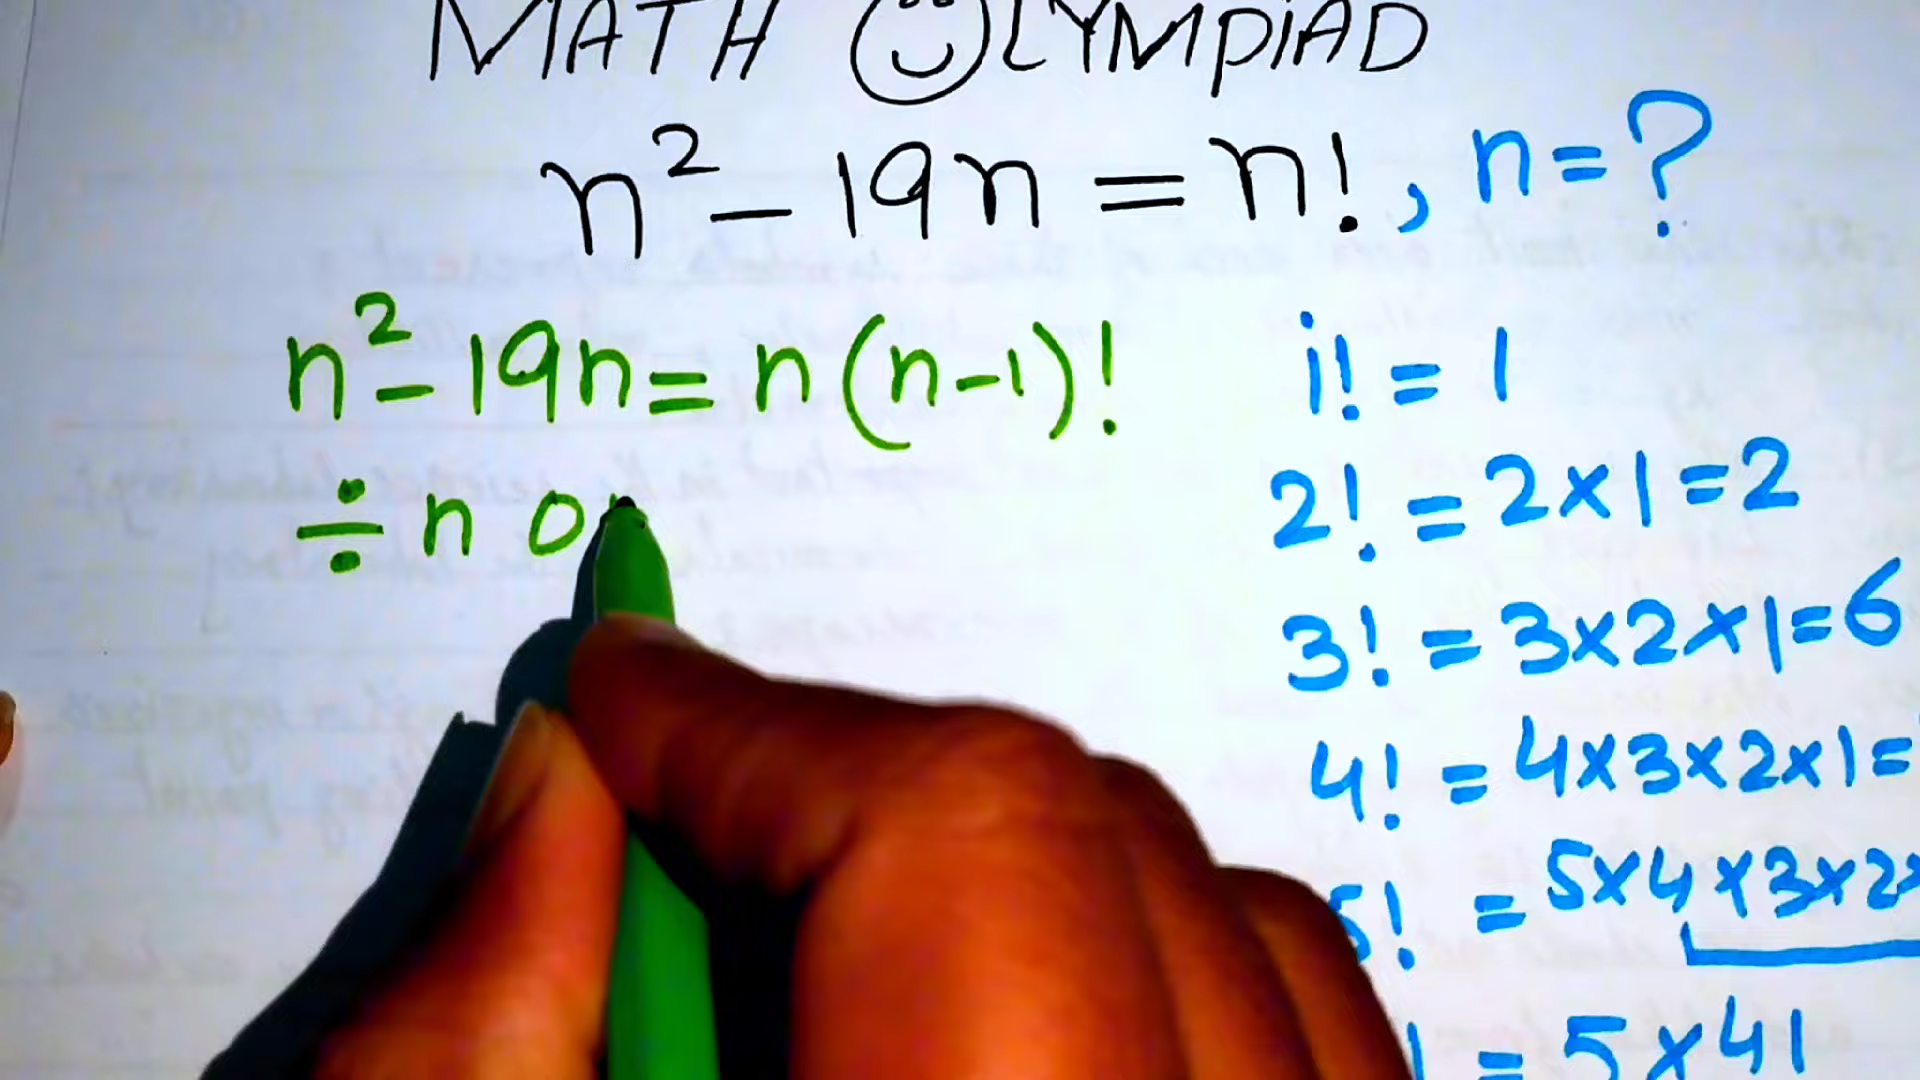 MATH OLYMPIAD
n² - 19n = n! , n = ?
n² - 19n = n(n-1)!
÷ n
1! = 1
2! = 2×1=2
3! = 3×2×1=6
4! = 4×3×2×1=
5! = 5×4×3×2×
! = 5×4!